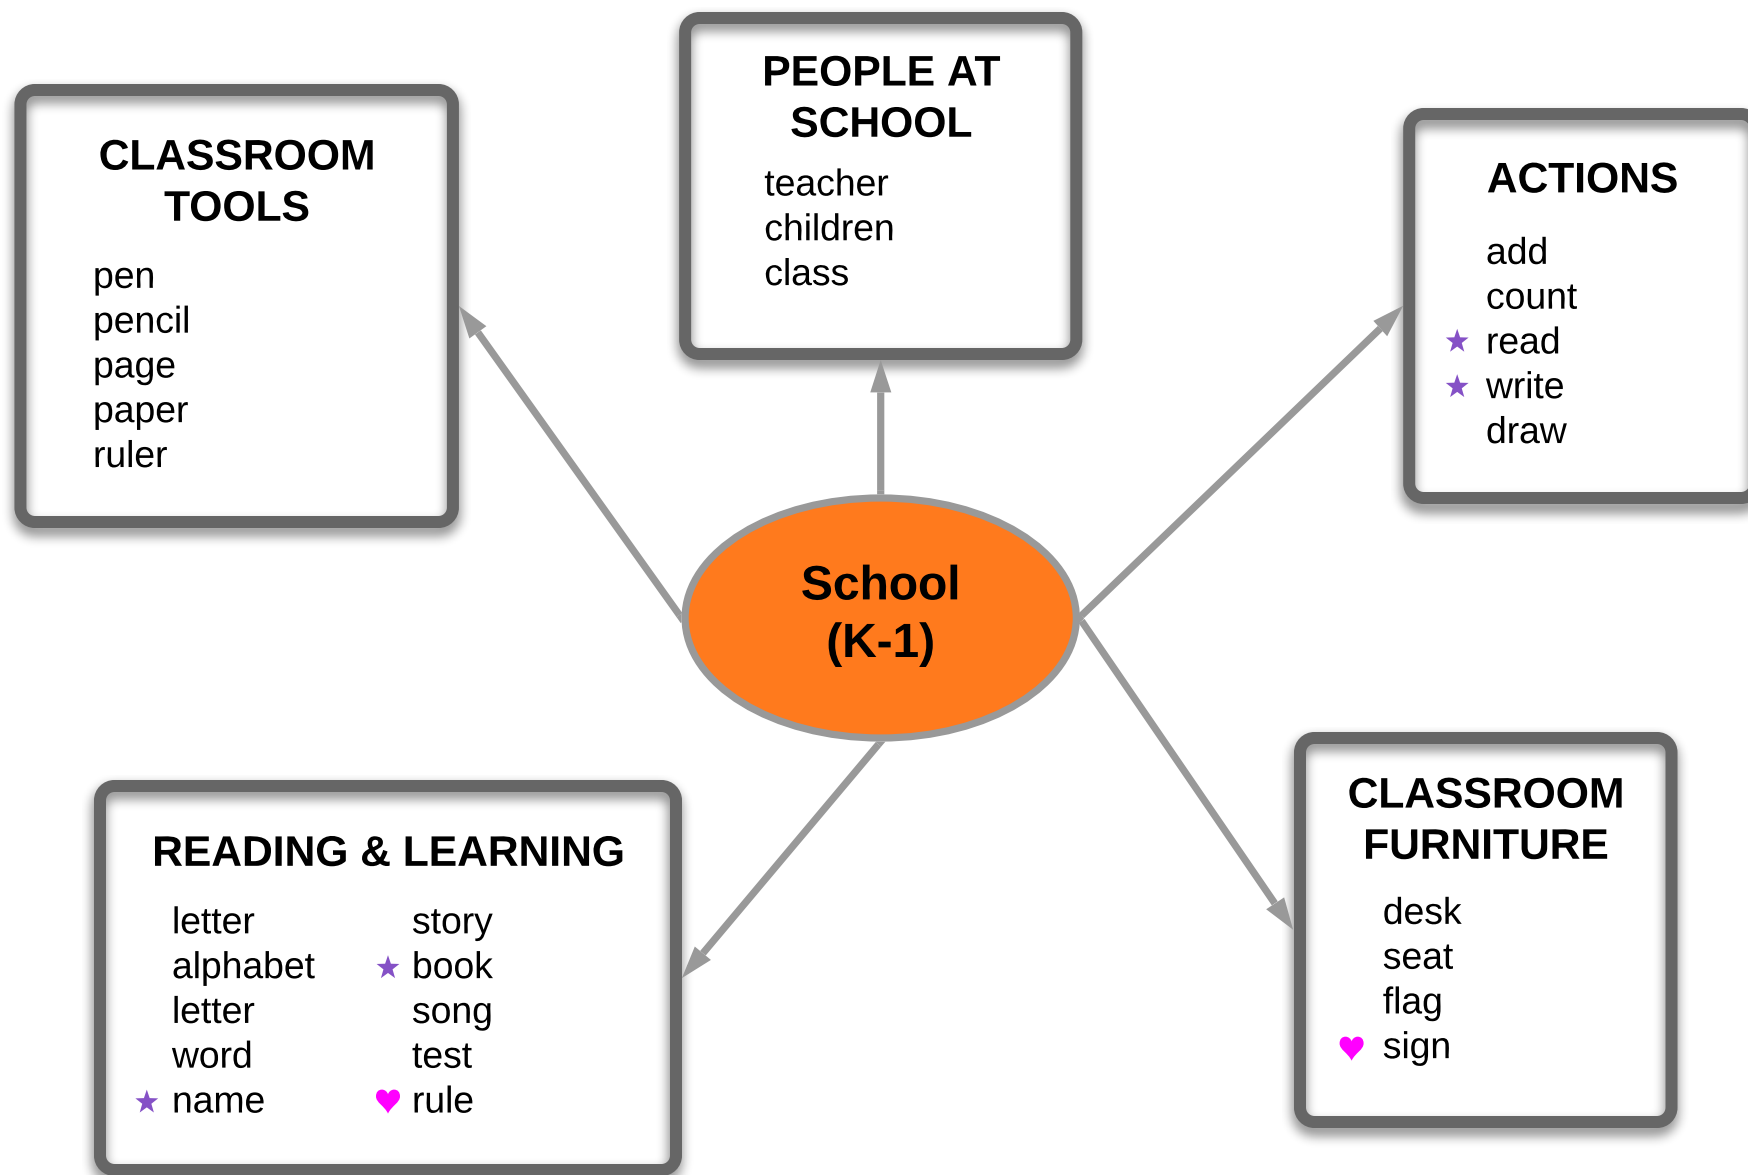 PEOPLE AT
SCHOOL
teacher
children
class
CLASSROOM
TOOLS
pen
pencil
page
paper
ruler
ACTIONS
add
count
★ read
★ write
draw
School
(K-1)
READING & LEARNING
letter
alphabet
letter
word
★ name
story
★ book
song
test
♥ rule
CLASSROOM
FURNITURE
desk
seat
flag
♥ sign